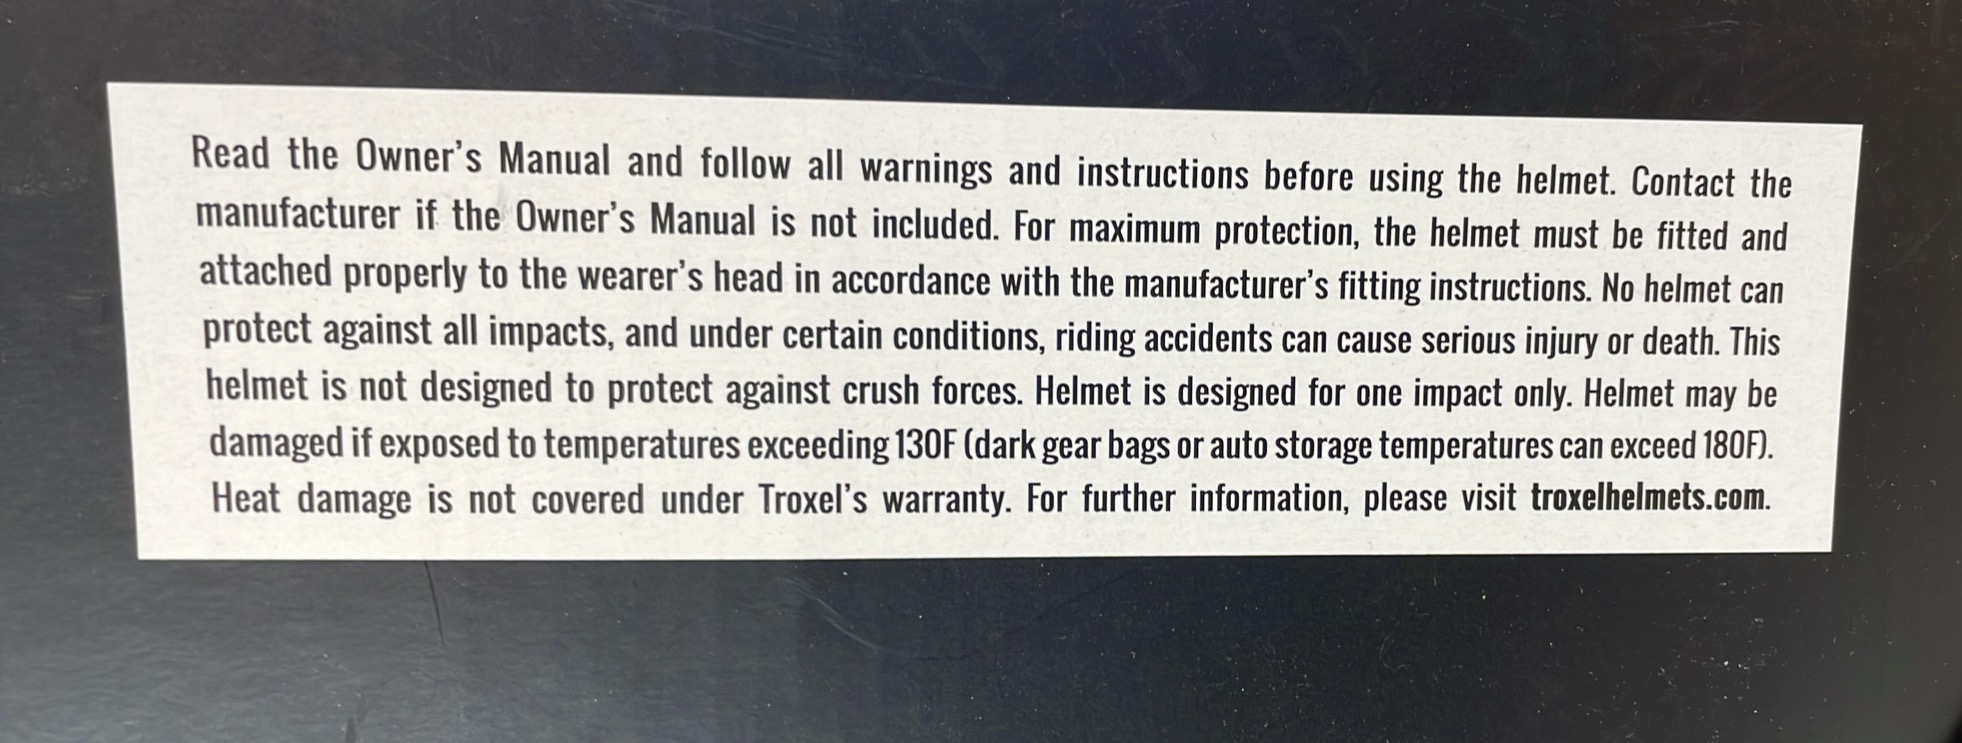 Read the Owner's Manual and follow all warnings and instructions before using the helmet. Contact the
manufacturer if the Owner's Manual is not included. For maximum protection, the helmet must be fitted and
attached properly to the wearer's head in accordance with the manufacturer's fitting instructions. No helmet can
protect against all impacts, and under certain conditions, riding accidents can cause serious injury or death. This
helmet is not designed to protect against crush forces. Helmet is designed for one impact only. Helmet may be
damaged if exposed to temperatures exceeding 130F (dark gear bags or auto storage temperatures can exceed 180F).
Heat damage is not covered under Troxel's warranty. For further information, please visit troxelhelmets.com.